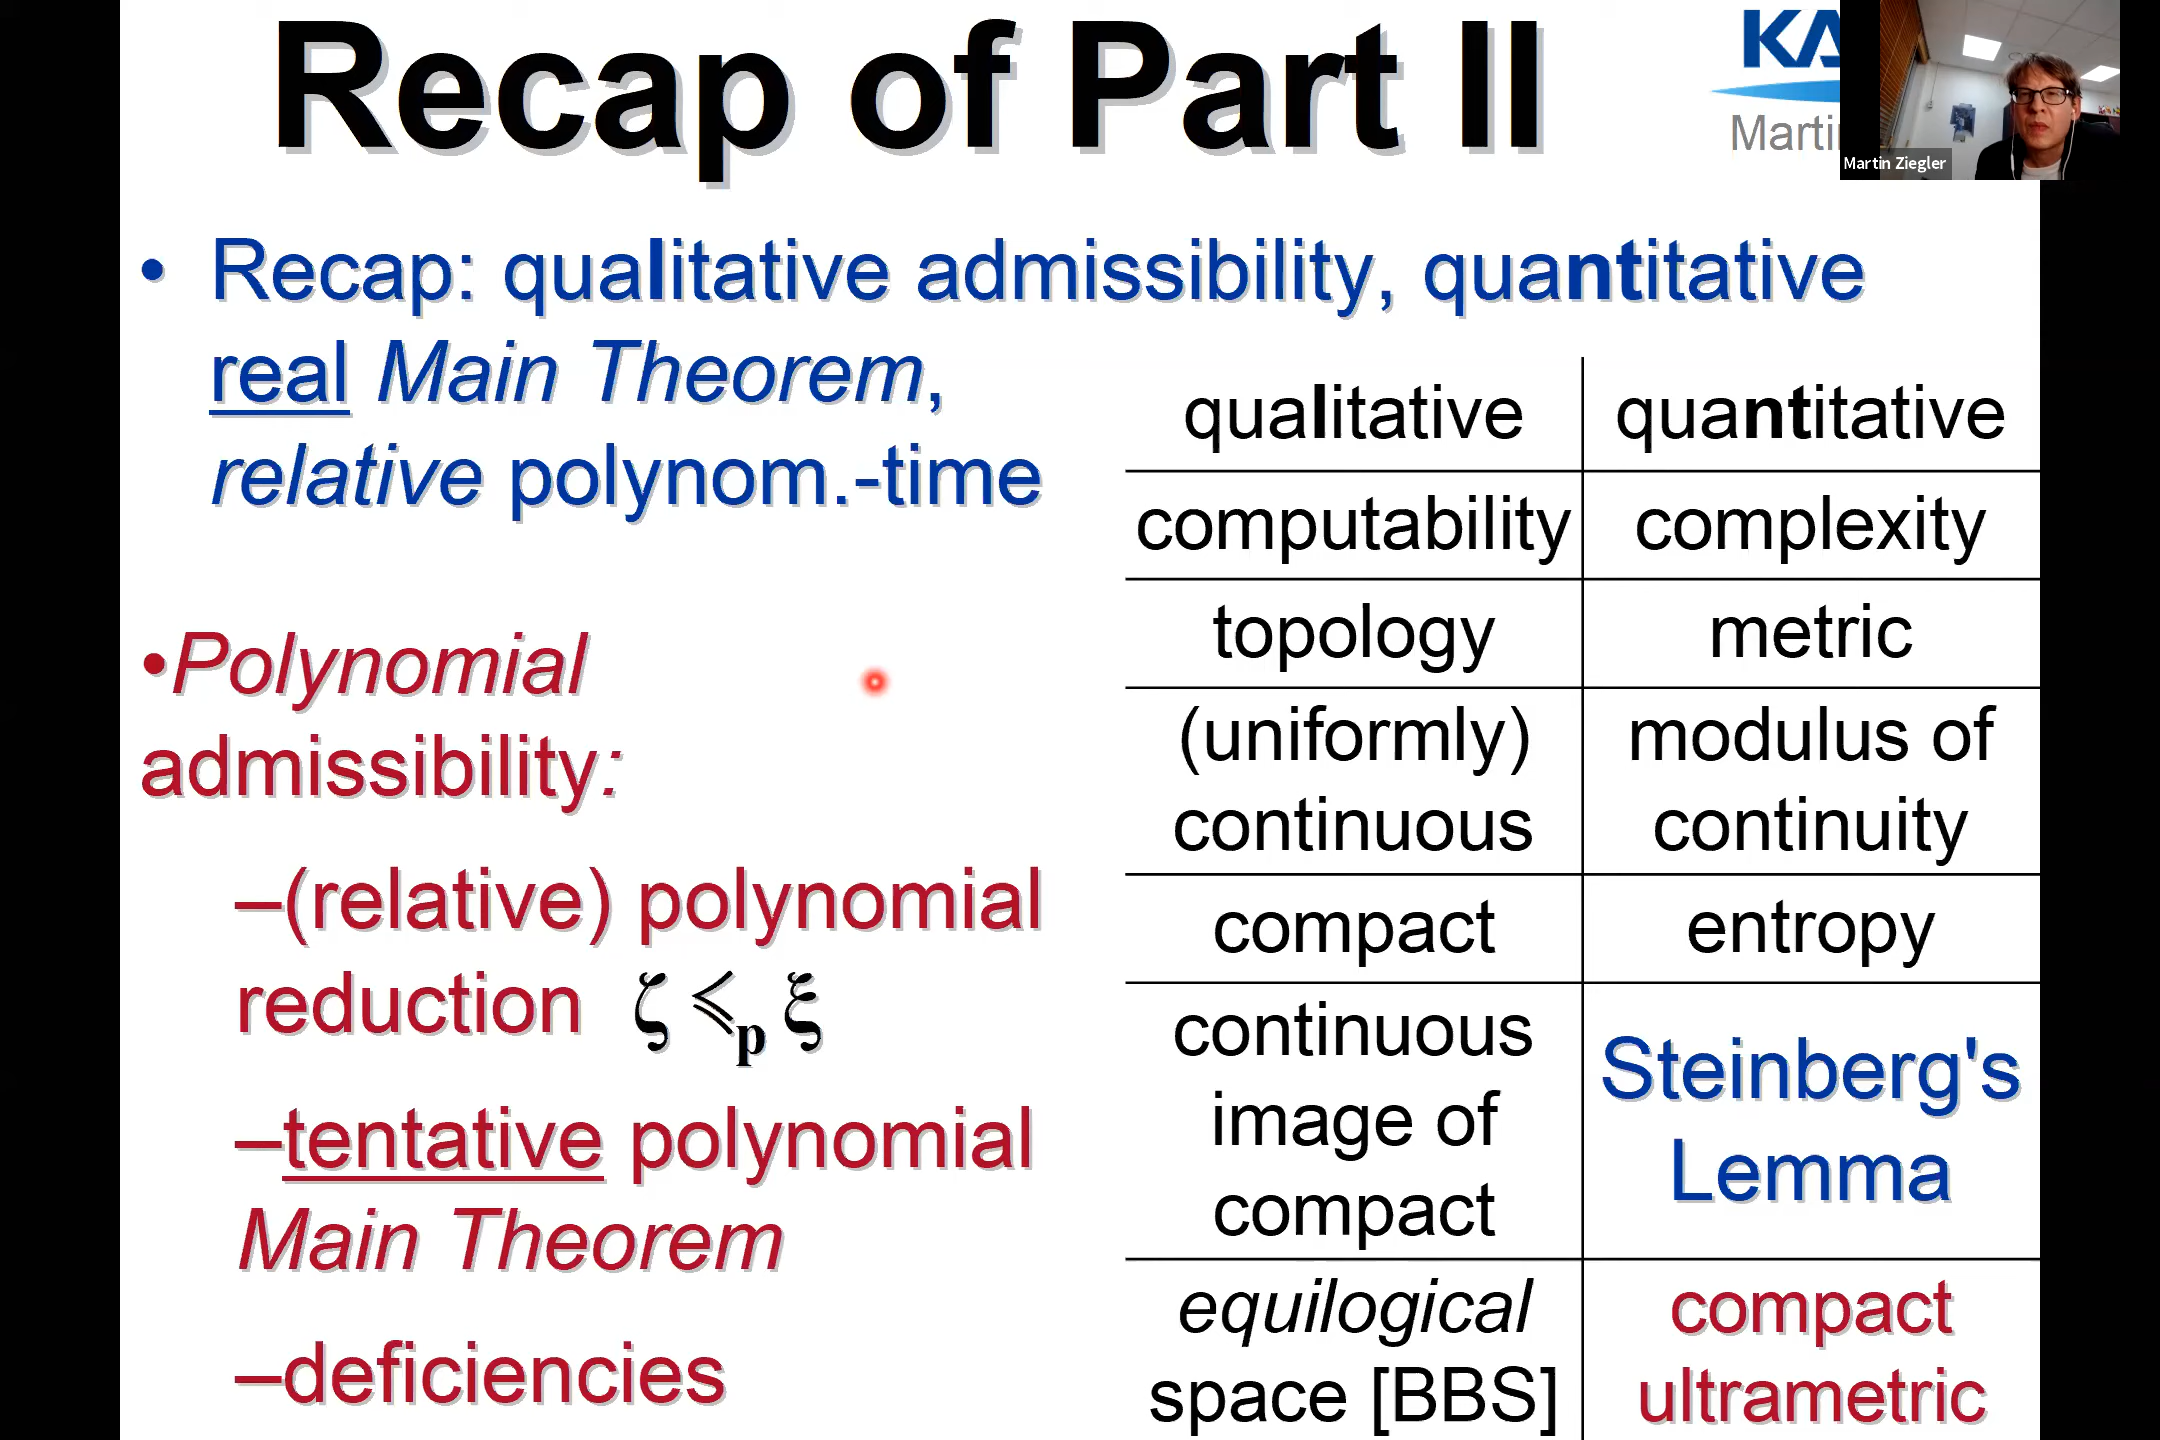 Recap of Part II
KA
Martin Ziegler
• Recap: qualitative admissibility, quantitative
real Main Theorem,
relative polynom.-time
•Polynomial
admissibility:
–(relative) polynomial
reduction ζ ≼p ξ
–tentative polynomial
Main Theorem
–deficiencies
qualitative quantitative
computability complexity
topology metric
(uniformly) modulus of
continuous continuity
compact entropy
continuous
image of
compact
Steinberg's
Lemma
equilogical compact
space [BBS] ultrametric